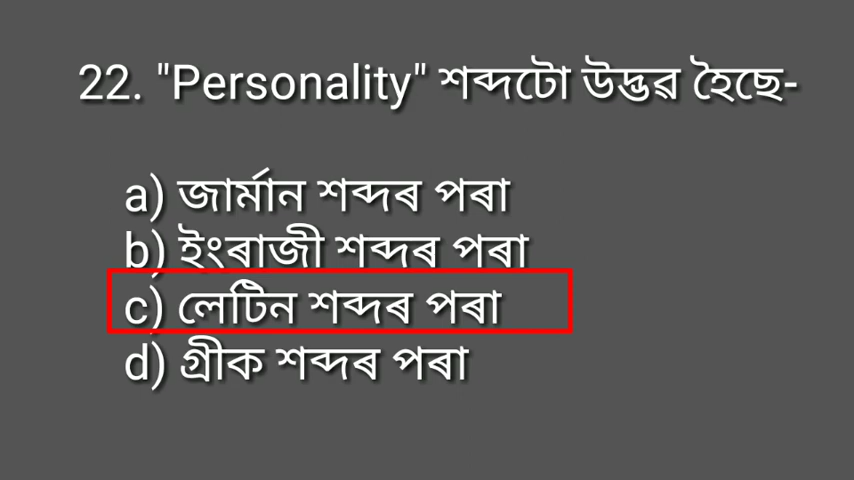 22. "Personality" শব্দটো উদ্ভৱ হৈছে-
a) জাৰ্মান শব্দৰ পৰা
b) ইংৰাজী শব্দৰ পৰা
c) লেটিন শব্দৰ পৰা
d) গ্ৰীক শব্দৰ পৰা